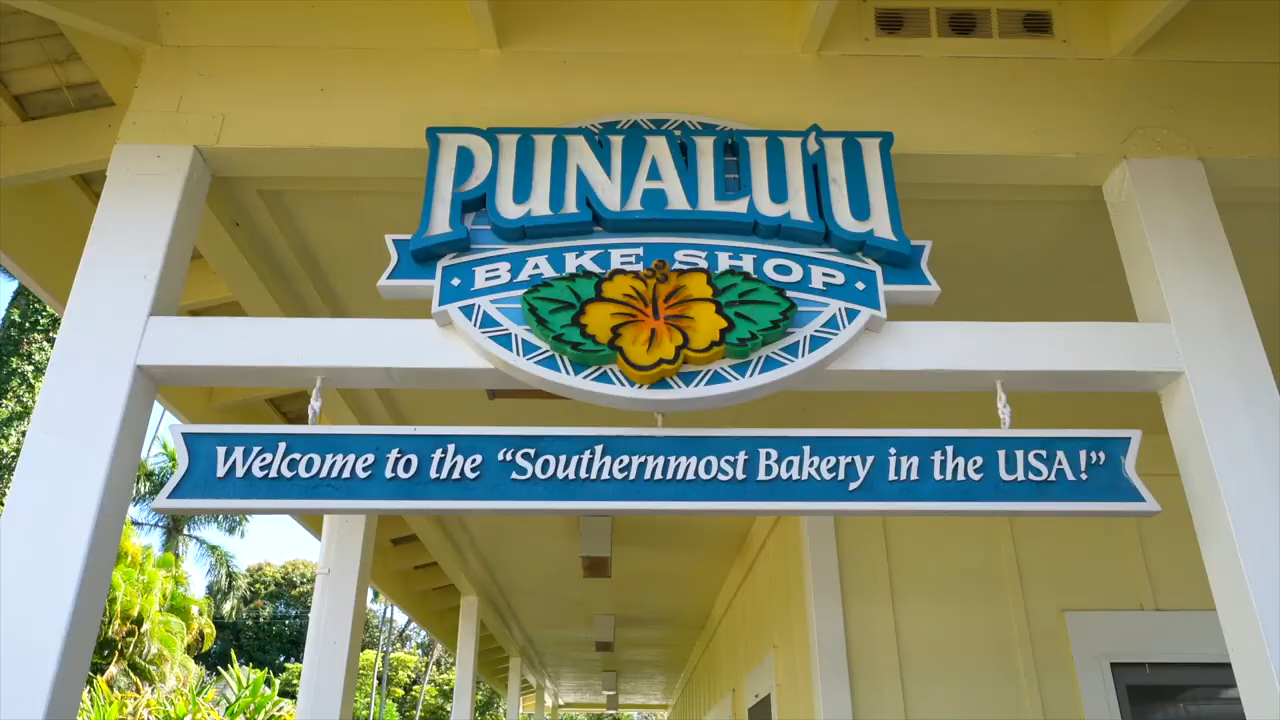 PUNALU‘U
BAKE SHOP
Welcome to the “Southernmost Bakery in the USA!”